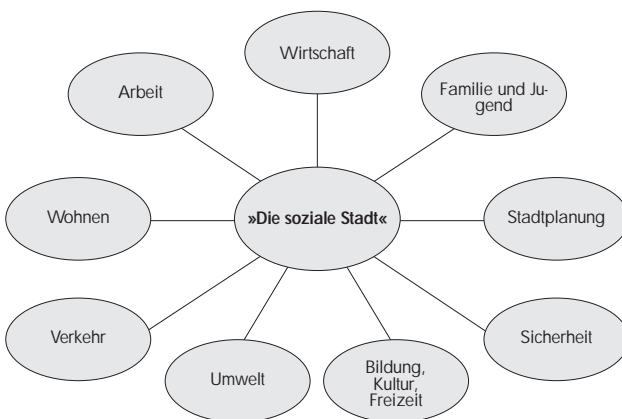 Wirtschaft
Arbeit
Familie und Ju-
gend
Wohnen
»Die soziale Stadt«
Stadtplanung
Verkehr
Sicherheit
Umwelt
Bildung,
Kultur,
Freizeit